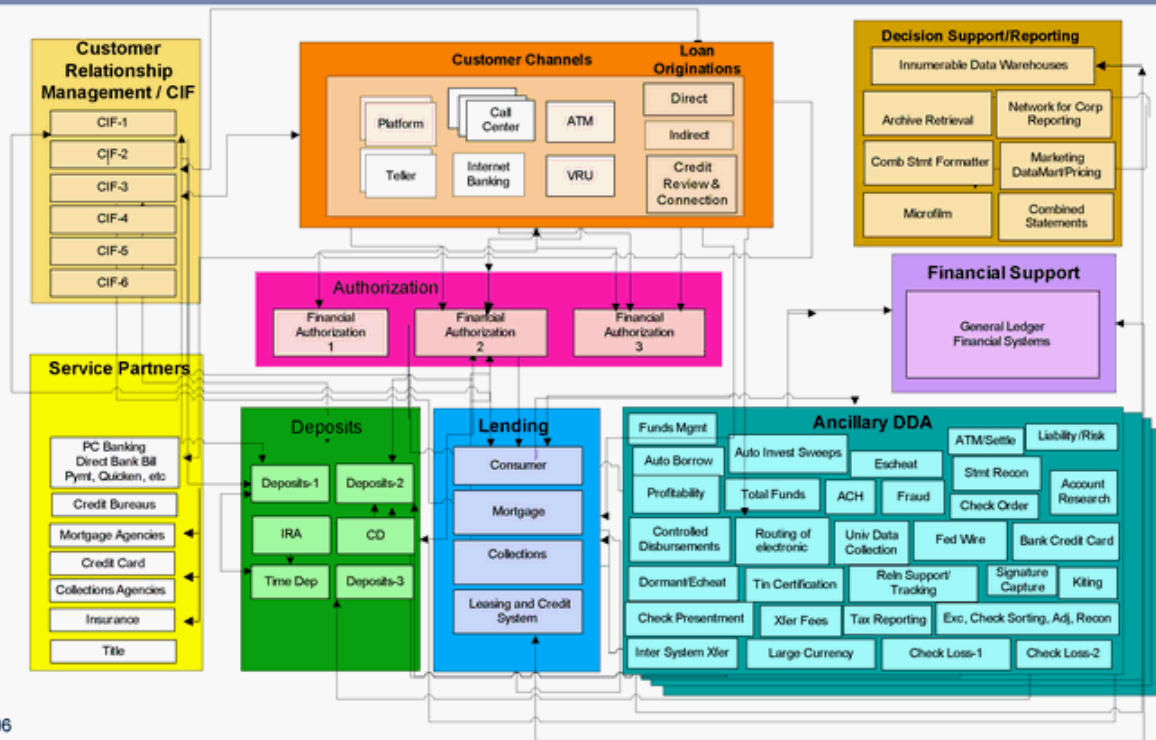 Customer
Relationship
Management / CIF
CIF-1
CIF-2
CIF-3
CIF-4
CIF-5
CIF-6
Customer Channels
Platform
Call
Center
ATM
Teller
Internet
Banking
VRU
Loan
Originations
Direct
Indirect
Credit
Review &
Connection
Decision Support/Reporting
Innumerable Data Warehouses
Archive Retrieval
Network for Corp
Reporting
Comb Stmt Formatter
Marketing
DataMart/Pricing
Microfilm
Combined
Statements
Authorization
Financial
Authorization
1
Financial
Authorization
2
Financial
Authorization
3
Financial Support
General Ledger
Financial Systems
Service Partners
PC Banking
Direct Bank Bill
Pymt, Quicken, etc
Credit Bureaus
Mortgage Agencies
Credit Card
Collections Agencies
Insurance
Title
Deposits
Deposits-1
Deposits-2
IRA
CD
Time Dep
Deposits-3
Lending
Consumer
Mortgage
Collections
Leasing and Credit
System
Ancillary DDA
Funds Mgmt
Auto Borrow
Auto Invest Sweeps
Escheat
ATM/Settle
Liability /Risk
Profitability
Total Funds
ACH
Fraud
Stmt Recon
Check Order
Account
Research
Controlled
Disbursements
Routing of
electronic
Univ Data
Collection
Fed Wire
Bank Credit Card
Dormant/Echeat
Tin Certification
Reln Support/
Tracking
Signature
Capture
Kiting
Check Presentment
Xfer Fees
Tax Reporting
Exc, Check Sorting, Adj, Recon
Inter System Xfer
Large Currency
Check Loss-1
Check Loss-2